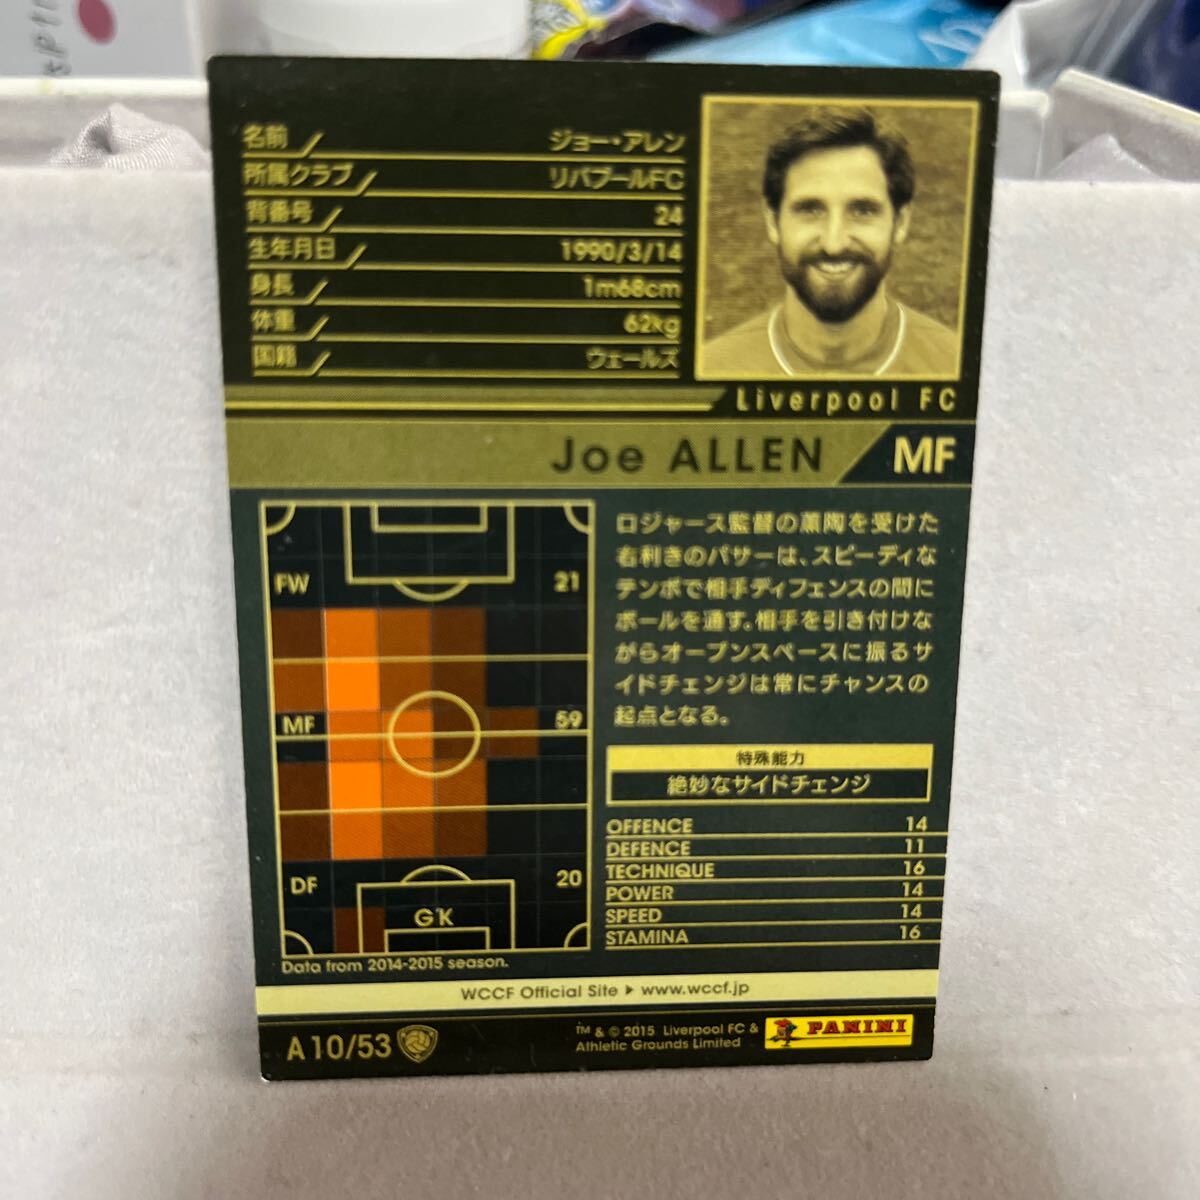 名前 ジョー・アレン
所属クラブ リバプールFC
背番号 24
生年月日 1990/3/14
身長 1m68cm
体重 62kg
国籍 ウェールズ
Liverpool FC
Joe ALLEN MF
FW 21
MF 59
DF 20
GK
Data from 2014-2015 season.
ロジャース監督の薫陶を受けた
右利きのパサーは、スピーディな
テンポで相手ディフェンスの間に
ボールを通す。相手を引き付けな
がらオープンスペースに振るサ
イドチェンジは常にチャンスの
起点となる。
特殊能力
絶妙なサイドチェンジ
OFFENCE 14
DEFENCE 11
TECHNIQUE 16
POWER 14
SPEED 14
STAMINA 16
WCCF Official Site ▶ www.wccf.jp
A10/53
™ & © 2015 Liverpool FC &
Athletic Grounds Limited
PANINI